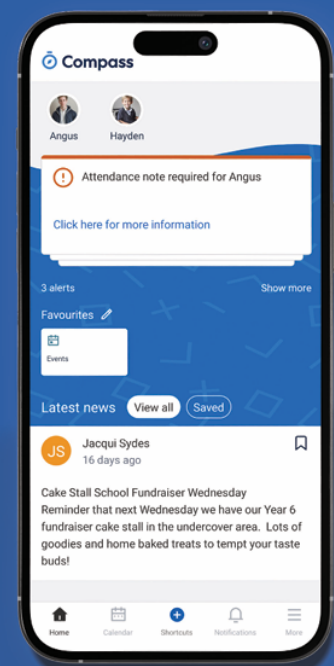 Compass
Angus Hayden
Attendance note required for Angus
Click here for more information
3 alerts Show more
Favourites
Events
Latest news View all Saved
JS Jacqui Sydes
16 days ago
Cake Stall School Fundraiser Wednesday
Reminder that next Wednesday we have our Year 6
fundraiser cake stall in the undercover area. Lots of
goodies and home baked treats to tempt your taste
buds!
Home Calendar Shortcuts Notifications More